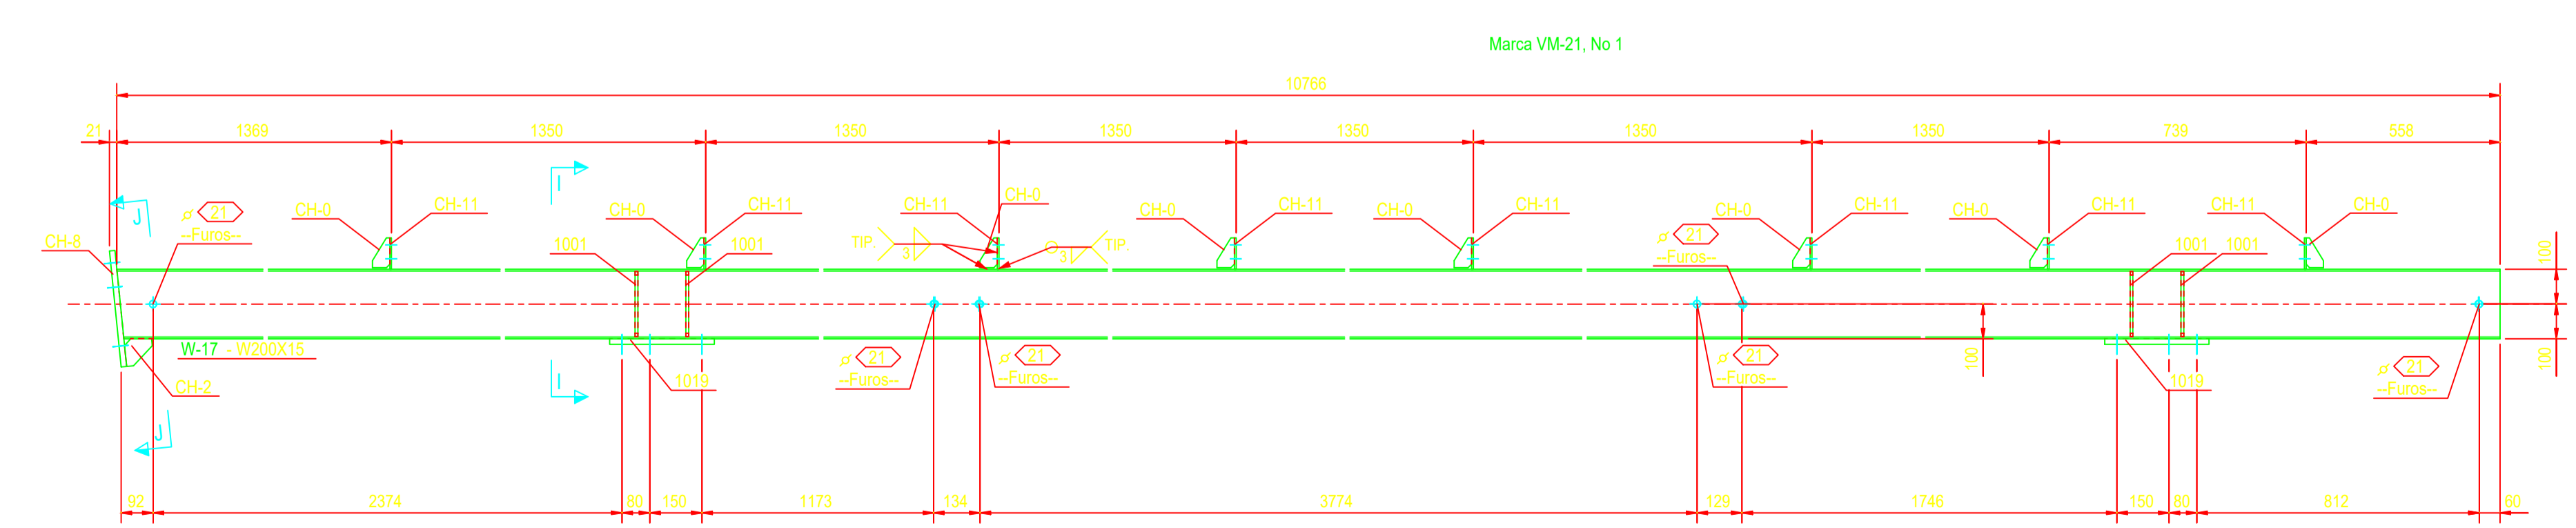 Marca VM-21, No 1
10766
21 1369 1350 1350 1350 1350 1350 1350 739 558
I
J
ø 21
--Furos--
CH-0 CH-11
CH-0 CH-11
CH-11 CH-0
CH-0 CH-11
CH-0 CH-11
CH-0 CH-11
CH-0 CH-11
CH-11 CH-0
CH-8
1001 1001
TIP. 3
3 TIP.
ø 21
--Furos--
1001 1001
100
W-17 - W200X15
CH-2
I
J
1019
ø 21
--Furos--
ø 21
--Furos--
ø 21
--Furos--
100
1019
ø 21
--Furos--
100
92 2374 80 150 1173 134 3774 129 1746 150 80 812 60